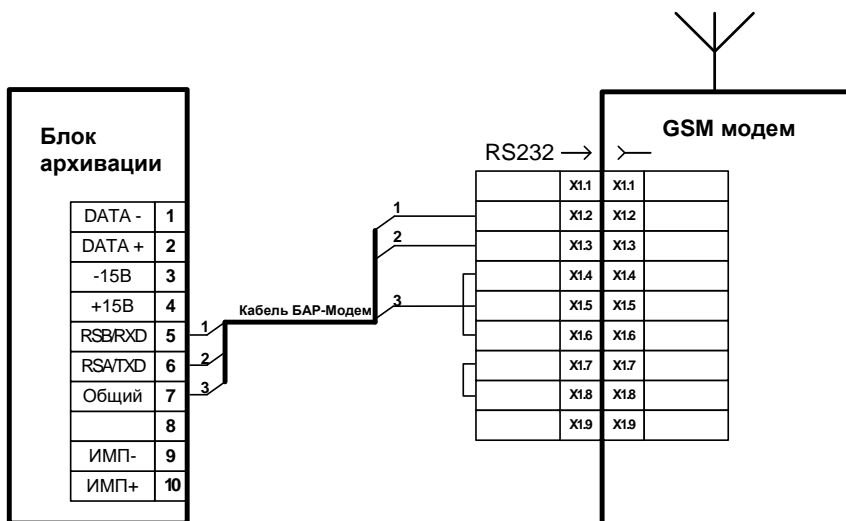 Блок
архивации
DATA - 1
DATA + 2
-15В 3
+15В 4
RSB/RXD 5
RSA/TXD 6
Общий 7
8
ИМП- 9
ИМП+ 10
1
2
3
Кабель БАР-Модем
1
2
3
RS232
GSM модем
X1.1 X1.1
X1.2 X1.2
X1.3 X1.3
X1.4 X1.4
X1.5 X1.5
X1.6 X1.6
X1.7 X1.7
X1.8 X1.8
X1.9 X1.9